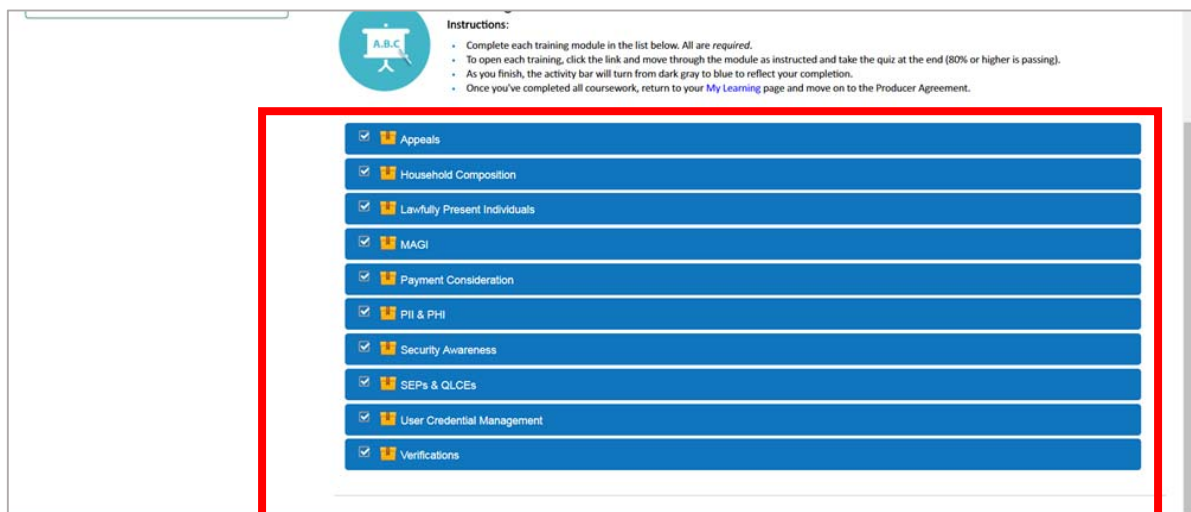 Instructions:
A.B.C
• Complete each training module in the list below. All are required.
• To open each training, click the link and move through the module as instructed and take the quiz at the end (80% or higher is passing).
• As you finish, the activity bar will turn from dark gray to blue to reflect your completion.
• Once you've completed all coursework, return to your My Learning page and move on to the Producer Agreement.
Appeals
Household Composition
Lawfully Present Individuals
MAGI
Payment Consideration
PII & PHI
Security Awareness
SEPs & QLCEs
User Credential Management
Verifications